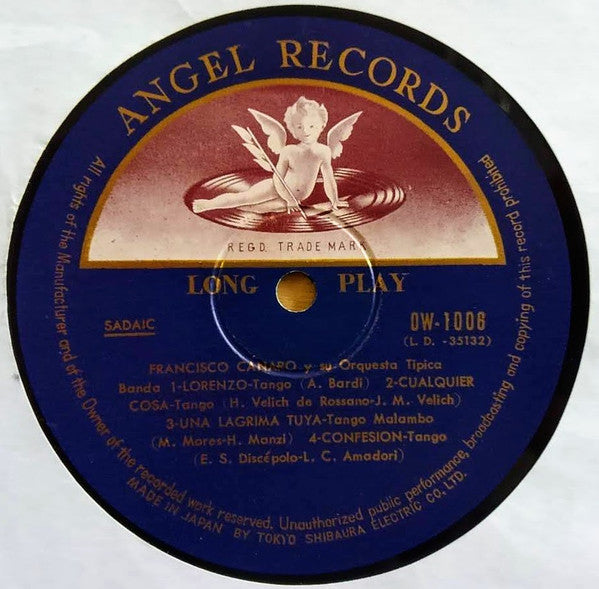 ANGEL RECORDS
REGD. TRADE MARK
LONG PLAY
SADAIC
OW-1006
(L. D. -35132)
FRANCISCO CANARO y su Orquesta Tipica
Banda 1-LORENZO-Tango (A. Bardi) 2-CUALQUIER
COSA-Tango (H. Velich de Rossano-J. M. Velich)
3-UNA LAGRIMA TUYA-Tango Malambo
(M. Mores-H. Manzi) 4-CONFESION-Tango
(E. S. Discépolo-L. C. Amadori)
All rights of the Manufacturer and of the Owner of the recorded work reserved. Unauthorized public performance, broadcasting and copying of this record prohibited
MADE IN JAPAN BY TOKYO SHIBAURA ELECTRIC CO. LTD.